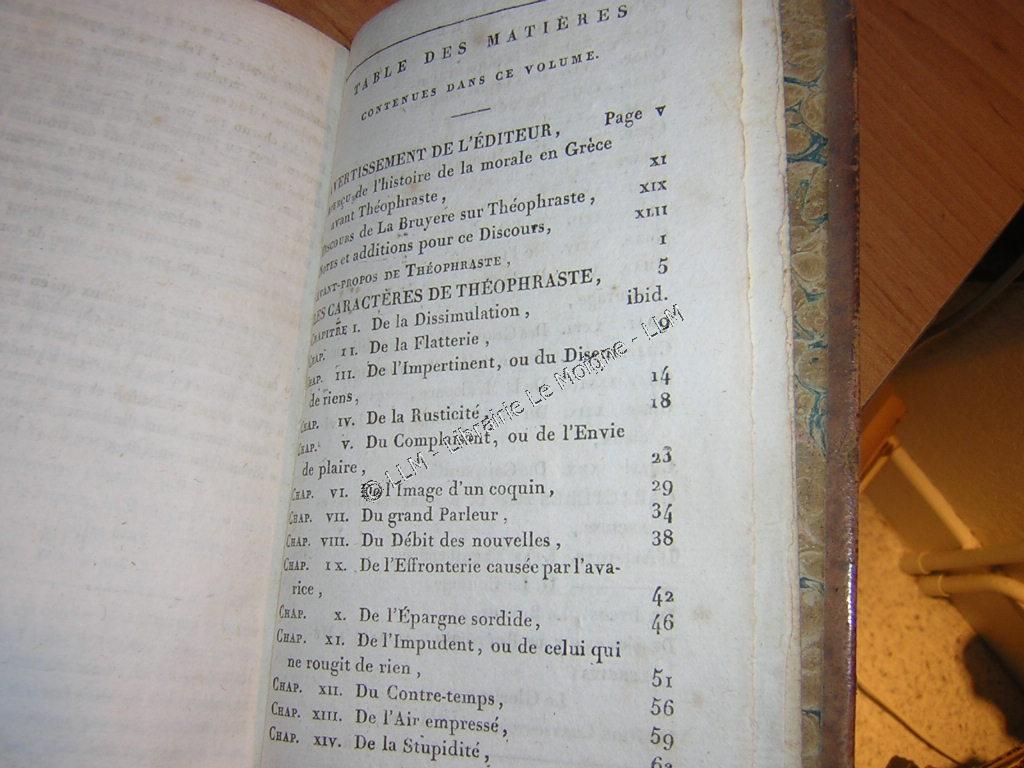 TABLE DES MATIÈRES
CONTENUES DANS CE VOLUME.
VERTISSEMENT DE L'ÉDITEUR, Page v
de l'histoire de la morale en Grèce
avant Théophraste, XI
Discours de La Bruyere sur Théophraste, XIX
Notes et additions pour ce Discours, XLII
AVANT-PROPOS DE THÉOPHRASTE, 1
LES CARACTÈRES DE THÉOPHRASTE, 5
CHAPITRE I. De la Dissimulation, ibid.
CHAP. II. De la Flatterie, 9
CHAP. III. De l'Impertinent, ou du Diseur
de riens, 14
CHAP. IV. De la Rusticité, 18
CHAP. V. Du Compliment, ou de l'Envie
de plaire, 23
CHAP. VI. De l'Image d'un coquin, 29
CHAP. VII. Du grand Parleur, 34
CHAP. VIII. Du Débit des nouvelles, 38
CHAP. IX. De l'Effronterie causée par l'ava-
rice, 42
CHAP. X. De l'Épargne sordide, 46
CHAP. XI. De l'Impudent, ou de celui qui
ne rougit de rien, 51
CHAP. XII. Du Contre-temps, 56
CHAP. XIII. De l'Air empressé, 59
CHAP. XIV. De la Stupidité,
© LLM - Librairie Le Moigne - LLM